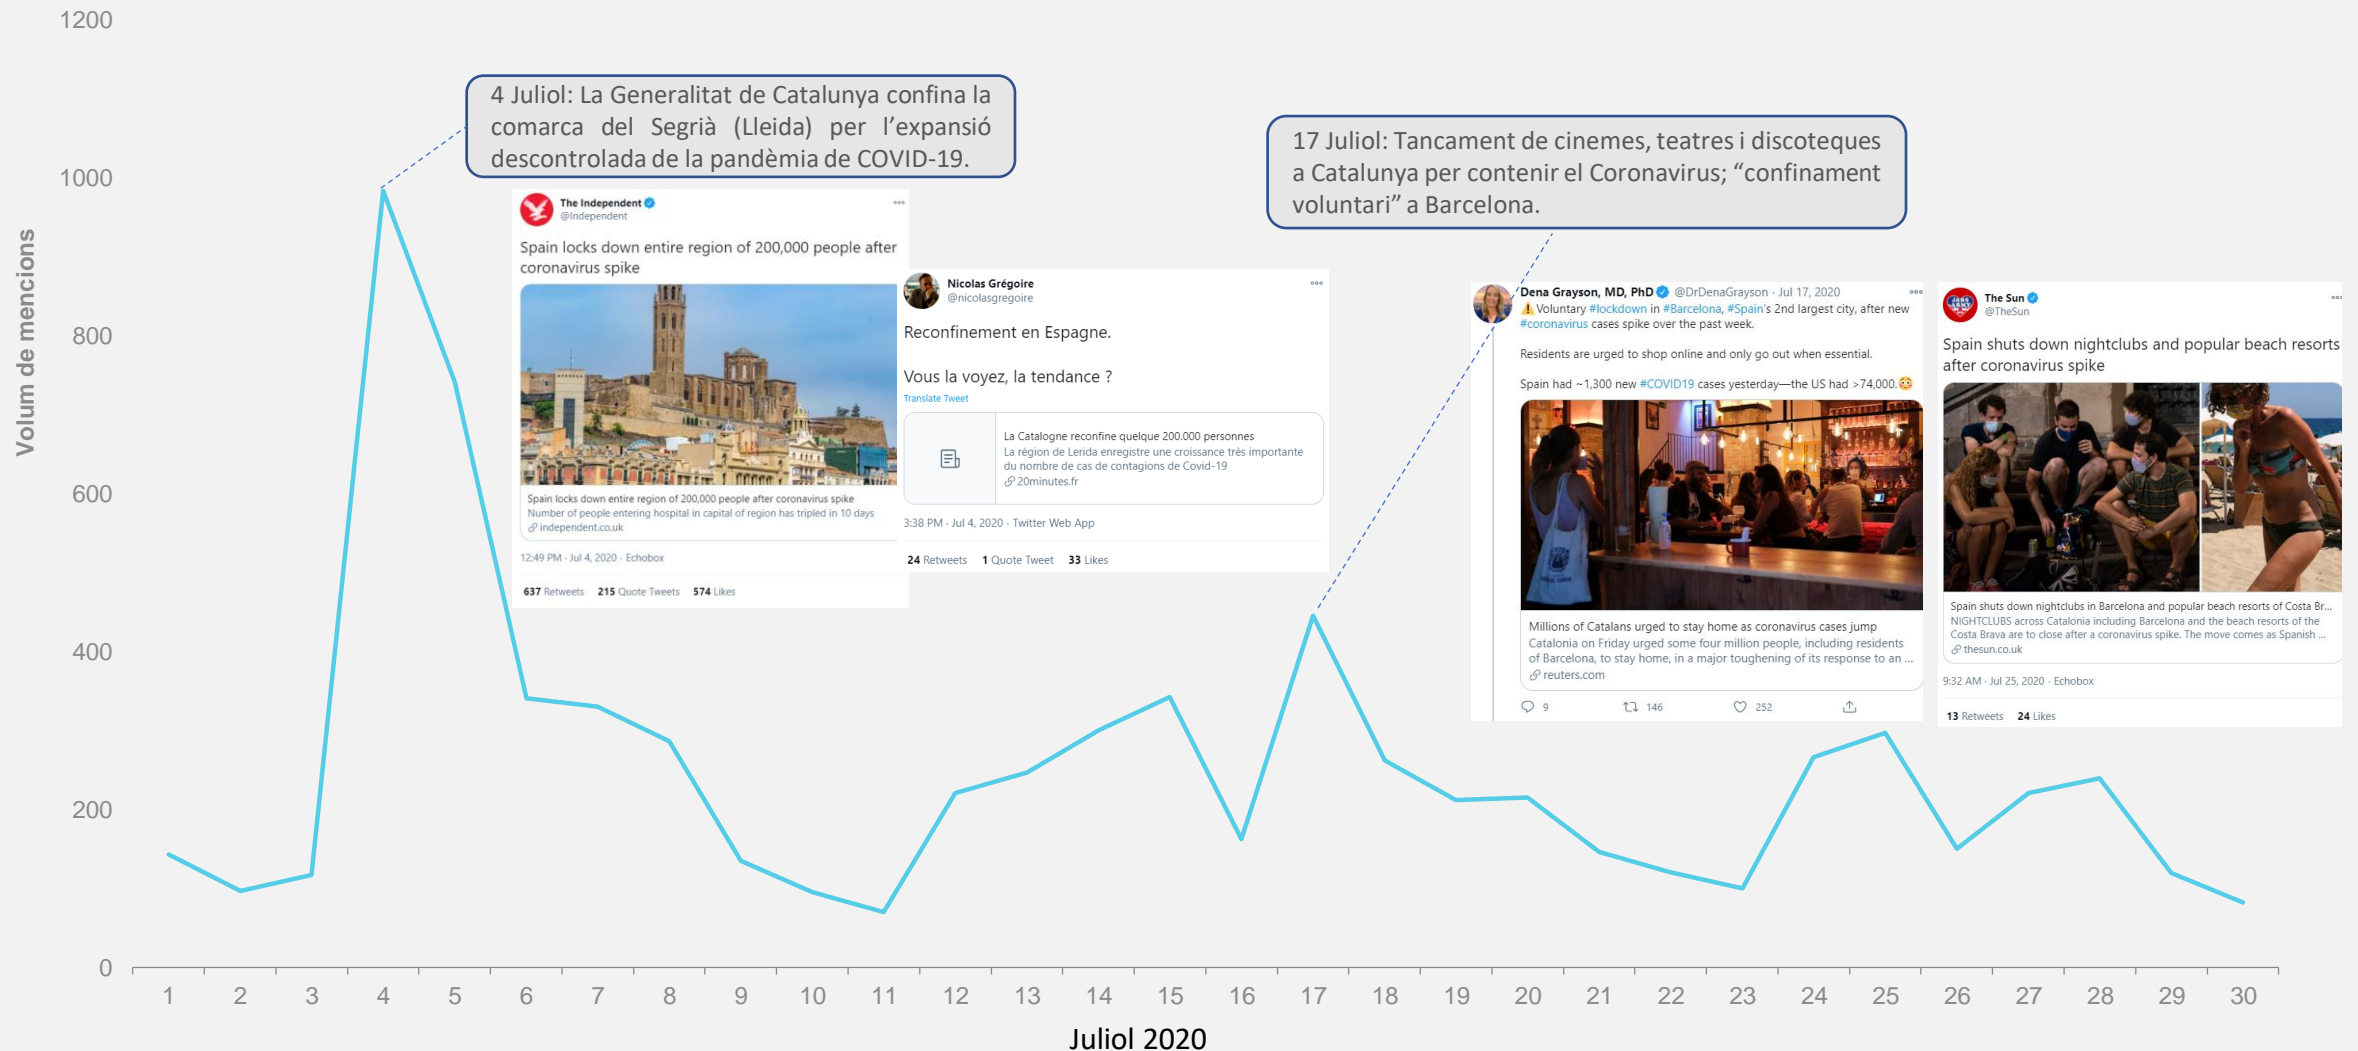 1200
1000
800
600
400
200
0
Volum de mencions
4 Juliol: La Generalitat de Catalunya confina la
comarca del Segrià (Lleida) per l'expansió
descontrolada de la pandèmia de COVID-19.
17 Juliol: Tancament de cinemes, teatres i discoteques
a Catalunya per contenir el Coronavirus; “confinament
voluntari” a Barcelona.
The Independent
@Independent
Spain locks down entire region of 200,000 people after
coronavirus spike
Spain locks down entire region of 200,000 people after coronavirus spike
Number of people entering hospital in capital of region has tripled in 10 days
independent.co.uk
12:49 PM · Jul 4, 2020 · Echobox
637 Retweets 215 Quote Tweets 574 Likes
Nicolas Grégoire
@nicolasgregoire
Reconfinement en Espagne.
Vous la voyez, la tendance ?
Translate Tweet
La Catalogne reconfine quelque 200.000 personnes
La région de Lerida enregistre une croissance très importante
du nombre de cas de contagions de Covid-19
20minutes.fr
3:38 PM · Jul 4, 2020 · Twitter Web App
24 Retweets 1 Quote Tweet 33 Likes
Dena Grayson, MD, PhD @DrDenaGrayson · Jul 17, 2020
⚠️Voluntary #lockdown in #Barcelona, #Spain's 2nd largest city, after new
#coronavirus cases spike over the past week.
Residents are urged to shop online and only go out when essential.
Spain had ~1,300 new #COVID19 cases yesterday—the US had >74,000.😳
Millions of Catalans urged to stay home as coronavirus cases jump
Catalonia on Friday urged some four million people, including residents
of Barcelona, to stay home, in a major toughening of its response to an ...
reuters.com
9 146 252
The Sun
@TheSun
Spain shuts down nightclubs and popular beach resorts
after coronavirus spike
Spain shuts down nightclubs in Barcelona and popular beach resorts of Costa Br...
NIGHTCLUBS across Catalonia including Barcelona and the beach resorts of the
Costa Brava are to close after a coronavirus spike. The move comes as Spanish ...
thesun.co.uk
9:32 AM · Jul 25, 2020 · Echobox
13 Retweets 24 Likes
1 2 3 4 5 6 7 8 9 10 11 12 13 14 15 16 17 18 19 20 21 22 23 24 25 26 27 28 29 30
Juliol 2020